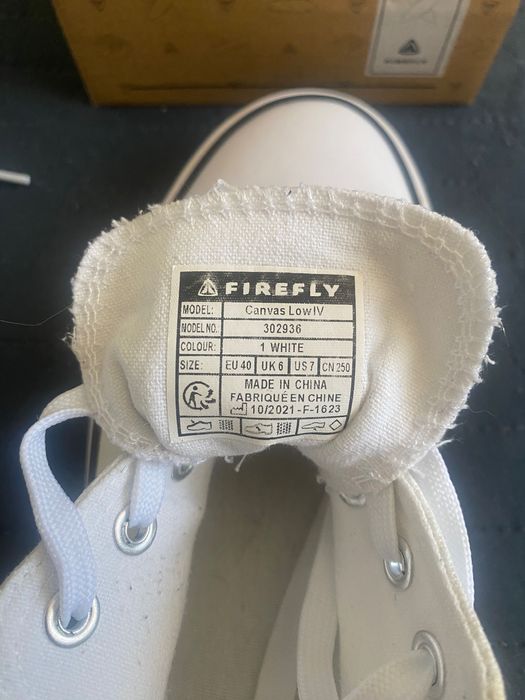 FIREFLY
FIREFLY
MODEL: Canvas Low IV
MODEL NO. 302936
COLOUR: 1 WHITE
SIZE: EU 40 UK 6 US 7 CN 250
MADE IN CHINA
FABRIQUÉ EN CHINE
10/2021-F-1623